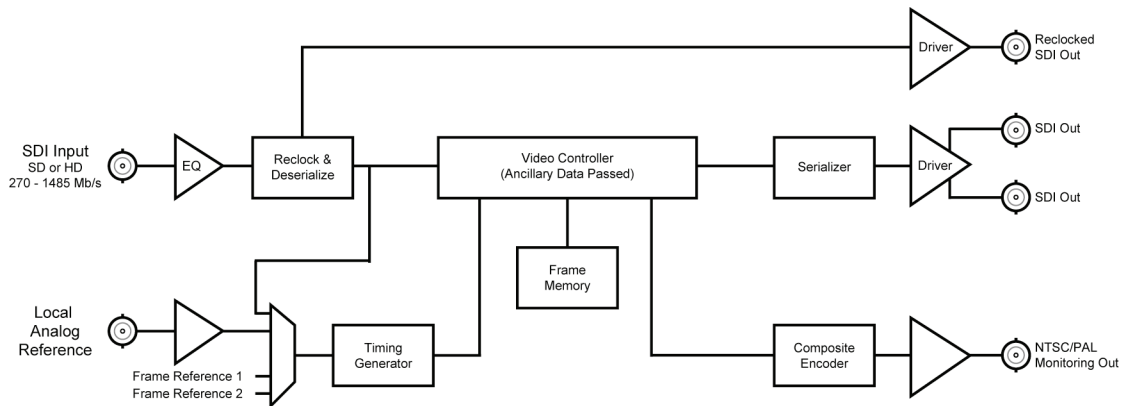 Driver
Reclocked
SDI Out
SDI Input
SD or HD
270 - 1485 Mb/s
EQ
Reclock &
Deserialize
Video Controller
(Ancillary Data Passed)
Serializer
Driver
SDI Out
SDI Out
Frame
Memory
Local
Analog
Reference
Timing
Generator
Frame Reference 1
Frame Reference 2
Composite
Encoder
NTSC/PAL
Monitoring Out